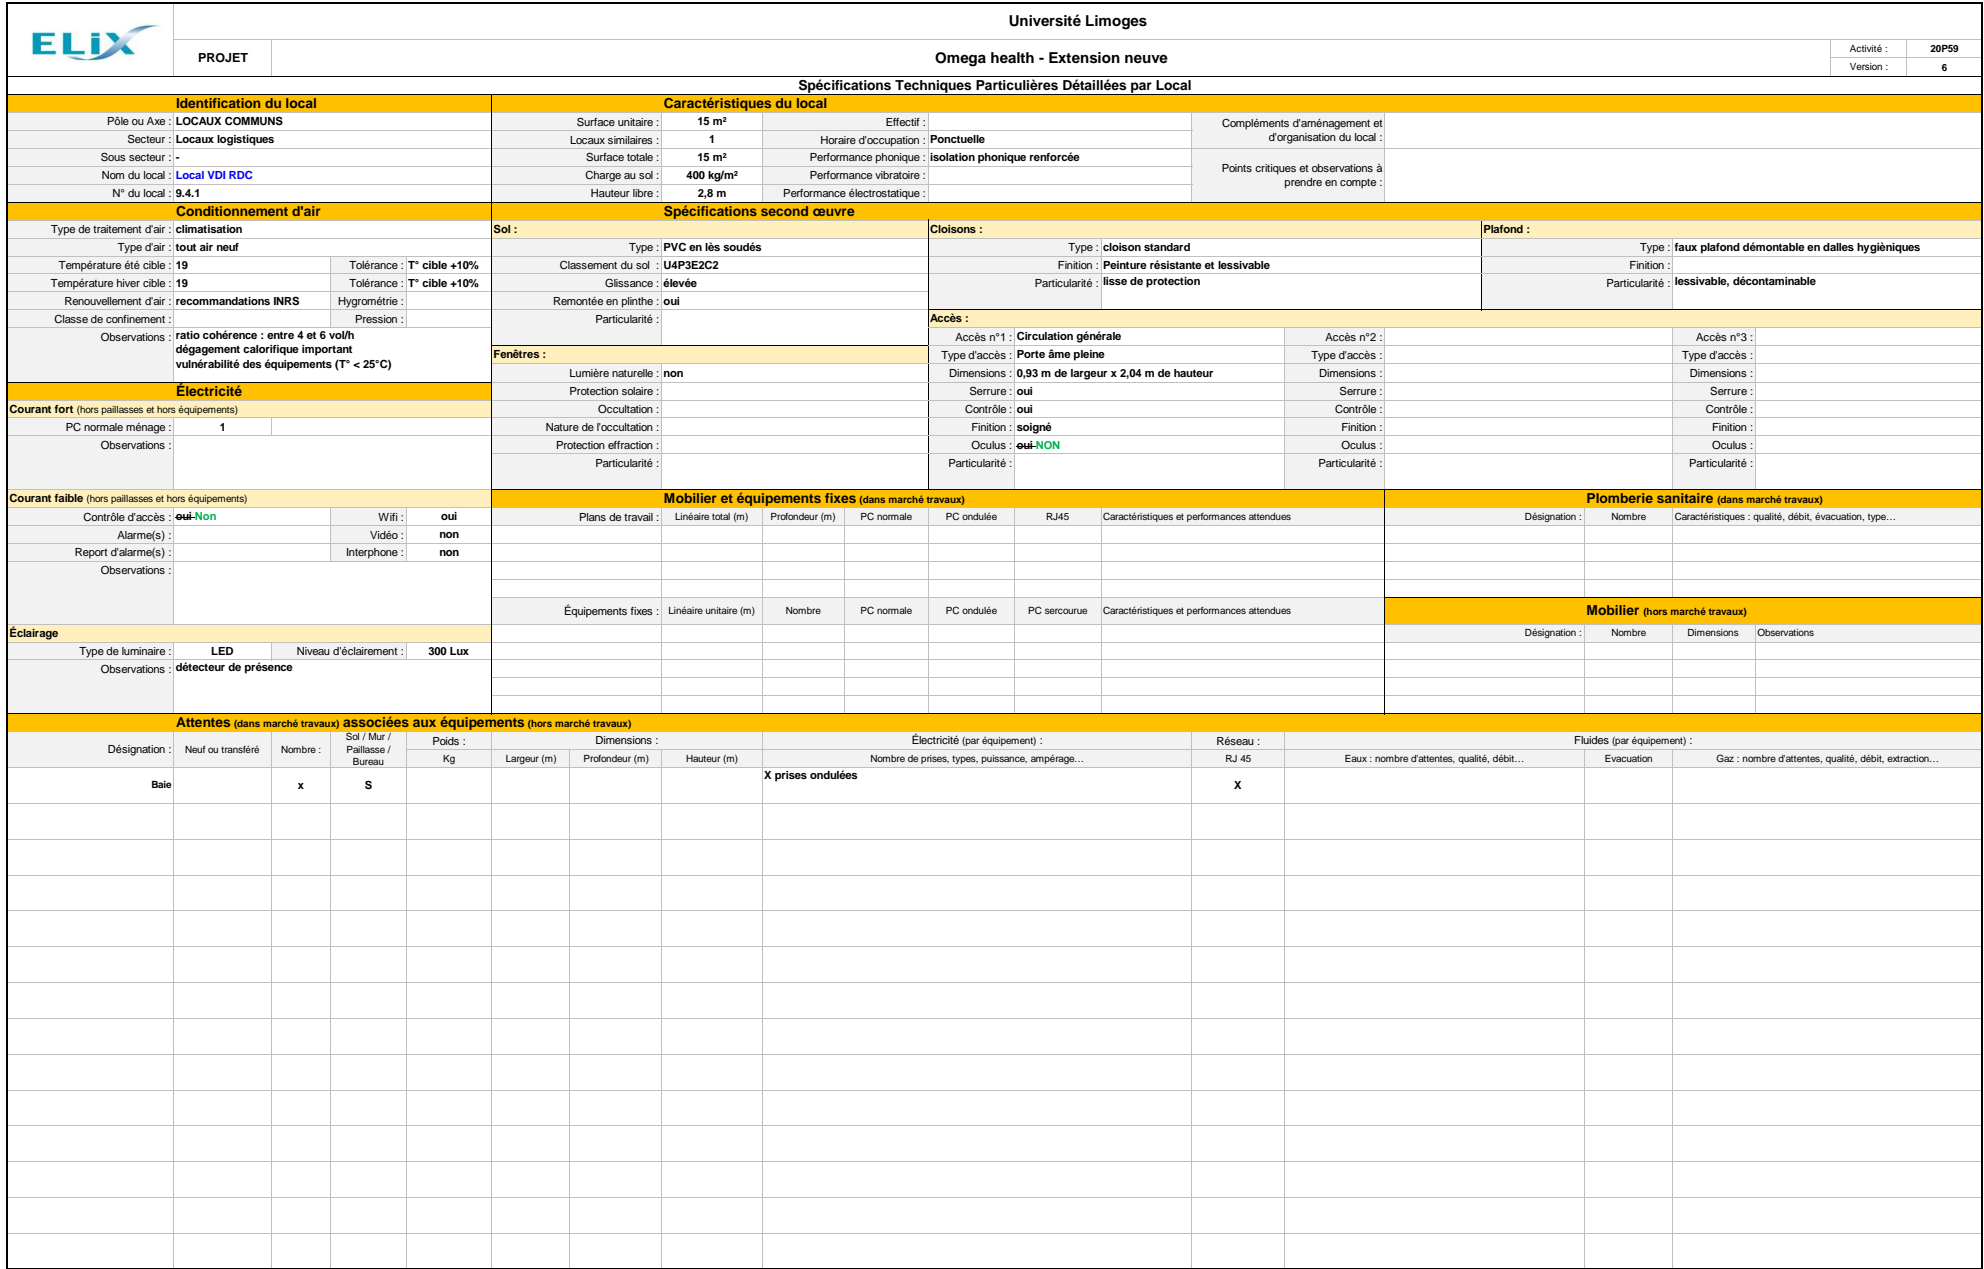 ELiX
Université Limoges
PROJET
Omega health - Extension neuve
Activité : 20P59
Version : 6
Spécifications Techniques Particulières Détaillées par Local
Identification du local
Pôle ou Axe : LOCAUX COMMUNS
Secteur : Locaux logistiques
Sous secteur : -
Nom du local : Local VDI RDC
N° du local : 9.4.1
Caractéristiques du local
Surface unitaire : 15 m² Effectif :
Locaux similaires : 1 Horaire d'occupation : Ponctuelle
Surface totale : 15 m² Performance phonique : isolation phonique renforcée
Charge au sol : 400 kg/m² Performance vibratoire :
Hauteur libre : 2,8 m Performance électrostatique :
Compléments d'aménagement et
d'organisation du local :
Points critiques et observations à
prendre en compte :
Conditionnement d'air
Type de traitement d'air : climatisation
Type d'air : tout air neuf
Température été cible : 19 Tolérance : T° cible +10%
Température hiver cible : 19 Tolérance : T° cible +10%
Renouvellement d'air : recommandations INRS Hygrométrie :
Classe de confinement : Pression :
Observations : ratio cohérence : entre 4 et 6 vol/h
dégagement calorifique important
vulnérabilité des équipements (T° < 25°C)
Spécifications second œuvre
Sol :
Type : PVC en lès soudés
Classement du sol : U4P3E2C2
Glissance : élevée
Remontée en plinthe : oui
Particularité :
Cloisons :
Type : cloison standard
Finition : Peinture résistante et lessivable
Particularité : lisse de protection
Plafond :
Type : faux plafond démontable en dalles hygièniques
Finition :
Particularité : lessivable, décontaminable
Fenêtres :
Lumière naturelle : non
Protection solaire :
Occultation :
Nature de l'occultation :
Protection effraction :
Particularité :
Accès :
Accès n°1 : Circulation générale Accès n°2 : Accès n°3 :
Type d'accès : Porte âme pleine Type d'accès : Type d'accès :
Dimensions : 0,93 m de largeur x 2,04 m de hauteur Dimensions : Dimensions :
Serrure : oui Serrure : Serrure :
Contrôle : oui Contrôle : Contrôle :
Finition : soigné Finition : Finition :
Oculus : oui NON Oculus : Oculus :
Particularité : Particularité : Particularité :
Électricité
Courant fort (hors paillasses et hors équipements)
PC normale ménage : 1
Observations :
Courant faible (hors paillasses et hors équipements)
Contrôle d'accès : oui Non Wifi : oui
Alarme(s) : Vidéo : non
Report d'alarme(s) : Interphone : non
Observations :
Éclairage
Type de luminaire : LED Niveau d'éclairement : 300 Lux
Observations : détecteur de présence
Mobilier et équipements fixes (dans marché travaux)
Plans de travail : Linéaire total (m) Profondeur (m) PC normale PC ondulée RJ45 Caractéristiques et performances attendues
Équipements fixes : Linéaire unitaire (m) Nombre PC normale PC ondulée PC sercourue Caractéristiques et performances attendues
Plomberie sanitaire (dans marché travaux)
Désignation : Nombre Caractéristiques : qualité, débit, évacuation, type…
Mobilier (hors marché travaux)
Désignation : Nombre Dimensions Observations
Attentes (dans marché travaux) associées aux équipements (hors marché travaux)
Désignation : Neuf ou transféré Nombre : Sol / Mur /
Paillasse /
Bureau
Poids : Dimensions : Électricité (par équipement) : Réseau : Fluides (par équipement) :
Kg Largeur (m) Profondeur (m) Hauteur (m) Nombre de prises, types, puissance, ampérage… RJ 45 Eaux : nombre d'attentes, qualité, débit… Evacuation Gaz : nombre d'attentes, qualité, débit, extraction…
Baie x S X prises ondulées X